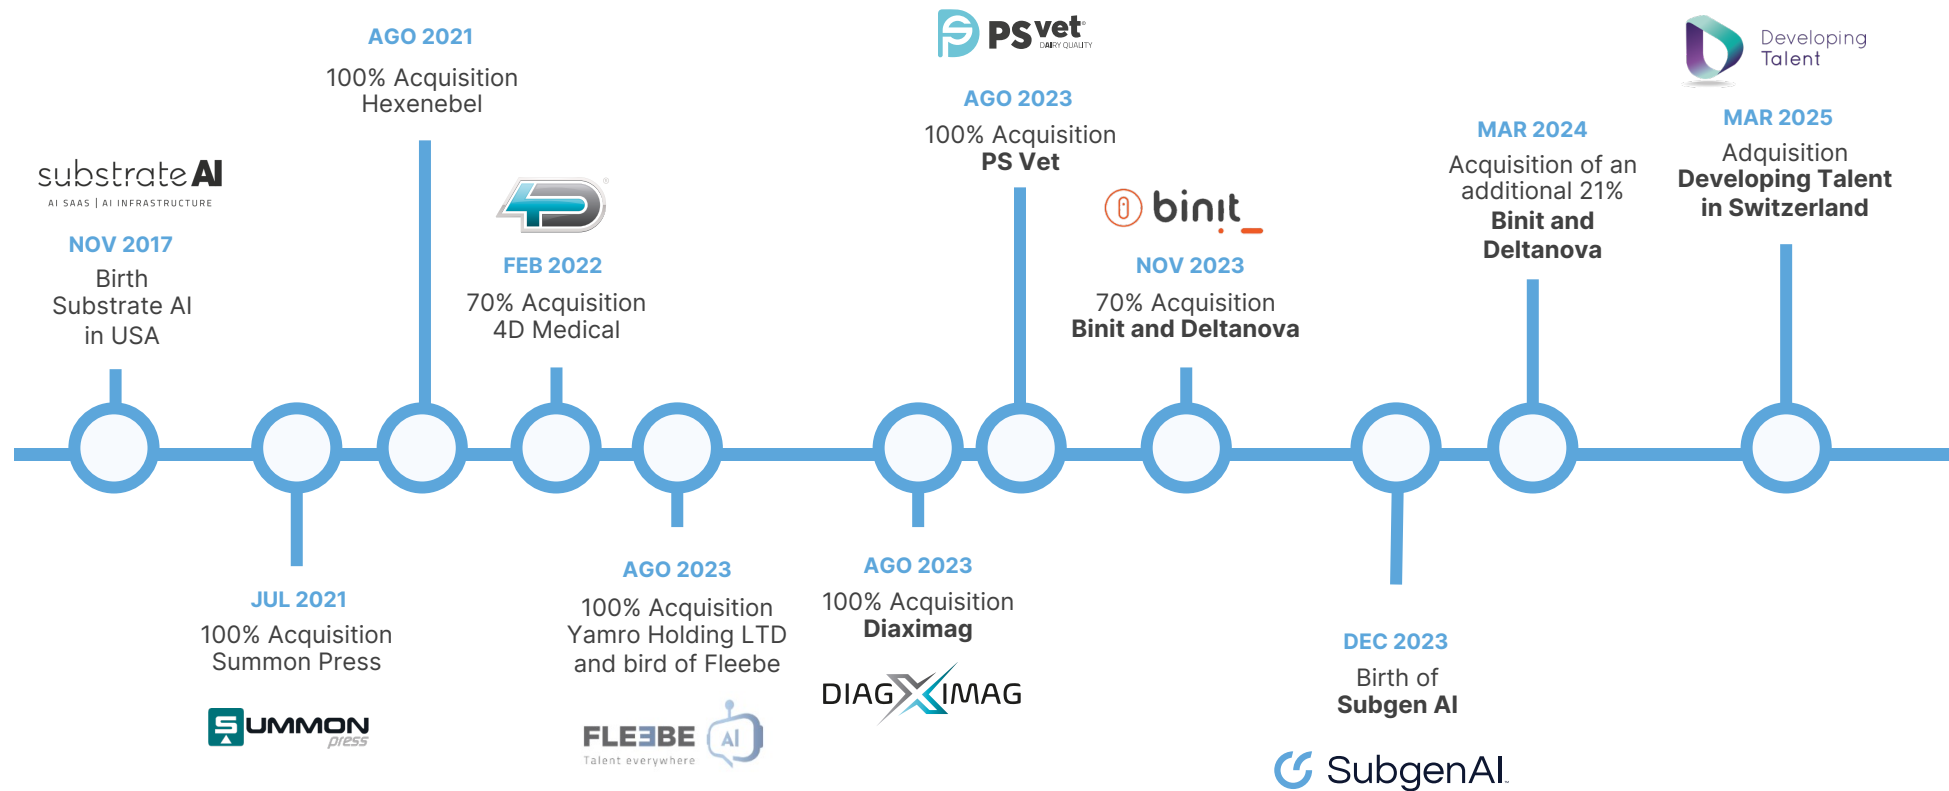 substrate AI
AI SAAS | AI INFRASTRUCTURE
NOV 2017
Birth
Substrate AI
in USA
JUL 2021
100% Acquisition
Summon Press
SUMMON
press
AGO 2021
100% Acquisition
Hexenebel
4D
®
FEB 2022
70% Acquisition
4D Medical
AGO 2023
100% Acquisition
Yamro Holding LTD
and bird of Fleebe
FLEEBE
Talent everywhere
AI
AGO 2023
100% Acquisition
Diaximag
DIAGXIMAG
PSvet
DAIRY QUALITY
AGO 2023
100% Acquisition
PS Vet
binit
NOV 2023
70% Acquisition
Binit and Deltanova
DEC 2023
Birth of
Subgen AI
SubgenAI
MAR 2024
Acquisition of an
additional 21%
Binit and
Deltanova
Developing
Talent
MAR 2025
Adquisition
Developing Talent
in Switzerland